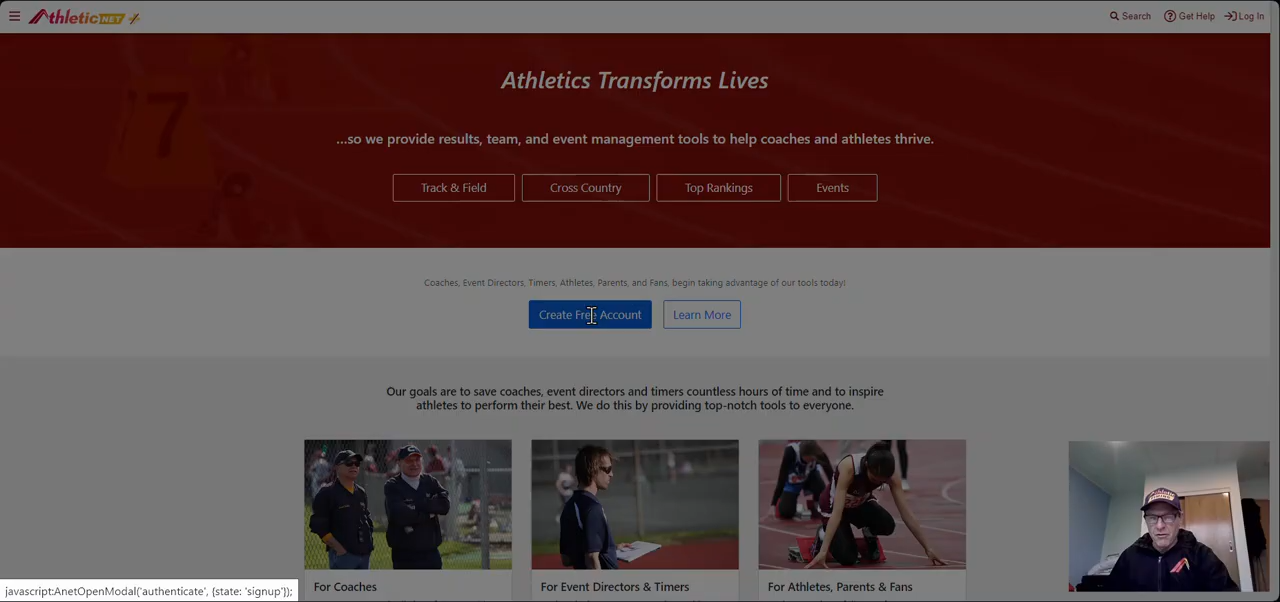 AthleticNET
Search
Get Help
Log In
Athletics Transforms Lives
...so we provide results, team, and event management tools to help coaches and athletes thrive.
Track & Field
Cross Country
Top Rankings
Events
Coaches, Event Directors, Timers, Athletes, Parents, and Fans, begin taking advantage of our tools today!
Create Free Account
Learn More
Our goals are to save coaches, event directors and timers countless hours of time and to inspire
athletes to perform their best. We do this by providing top-notch tools to everyone.
For Coaches
For Event Directors & Timers
For Athletes, Parents & Fans
javascript:AnetOpenModal('authenticate', {state: 'signup'});